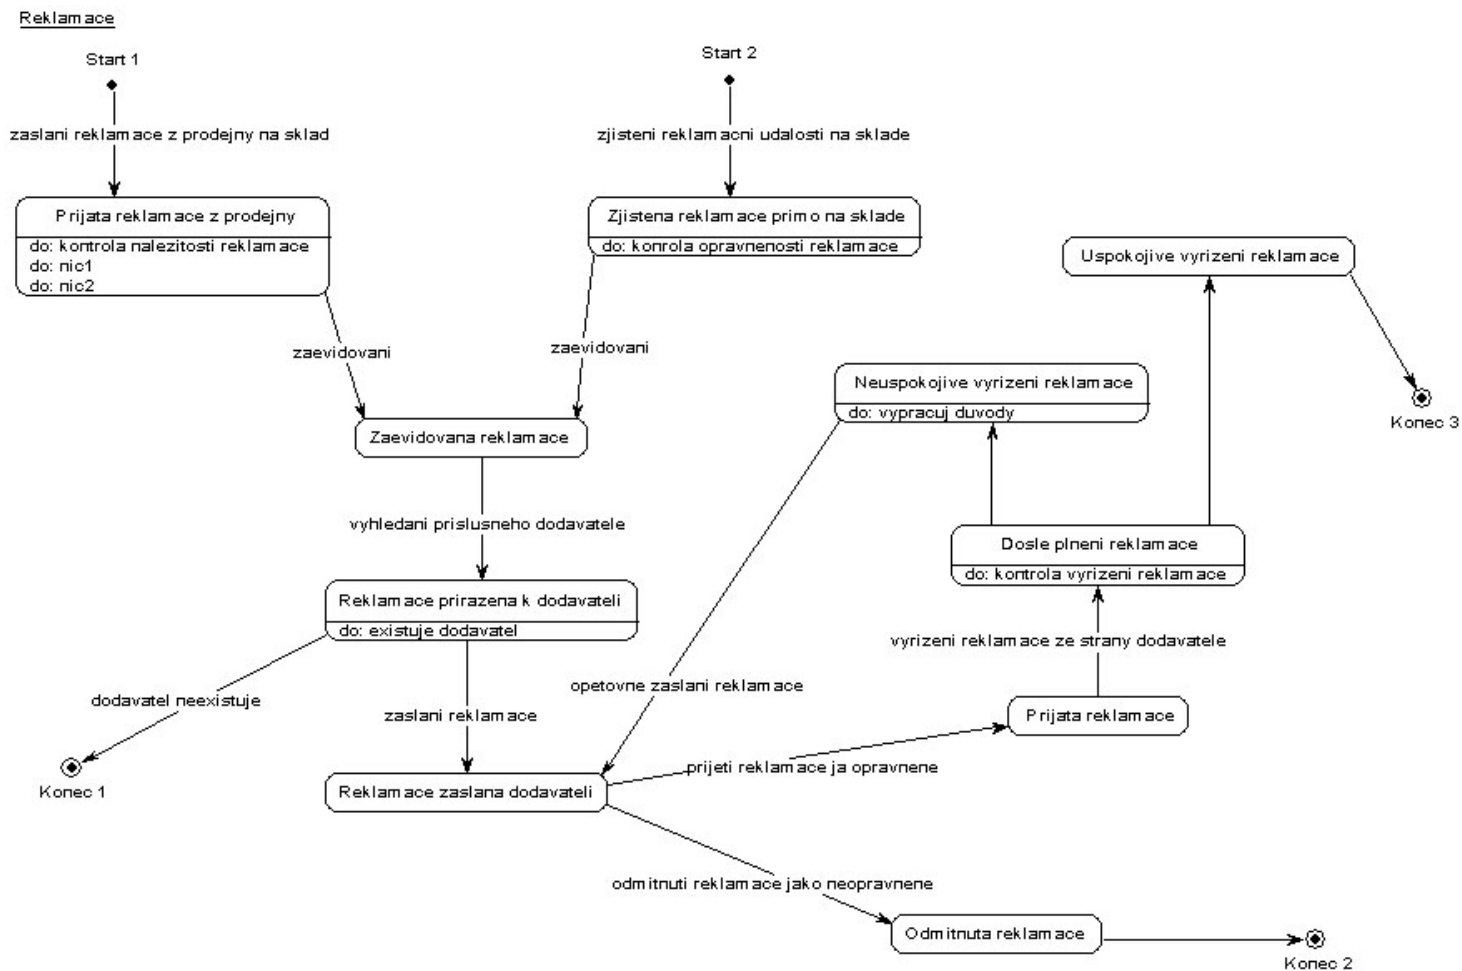 Reklamace
Start 1
Start 2
zaslani reklamace z prodejny na sklad
zjisteni reklamacni udalosti na sklade
Prijata reklamace z prodejny
do: kontrola nalezitosti reklamace
do: nic1
do: nic2
Zjistena reklamace primo na sklade
do: konrola opravnenosti reklamace
Uspokojive vyrizeni reklamace
zaevidovani
zaevidovani
Neuspokojive vyrizeni reklamace
do: vypracuj duvody
Konec 3
Zaevidovana reklamace
vyhledani prislusneho dodavatele
Dosle plneni reklamace
do: kontrola vyrizeni reklamace
Reklamace prirazena k dodavateli
do: existuje dodavatel
vyrizeni reklamace ze strany dodavatele
opetovne zaslani reklamace
dodavatel neexistuje
zaslani reklamace
Prijata reklamace
prijeti reklamace ja opravnene
Konec 1
Reklamace zaslana dodavateli
odmitnuti reklamace jako neopravnene
Odmitnuta reklamace
Konec 2